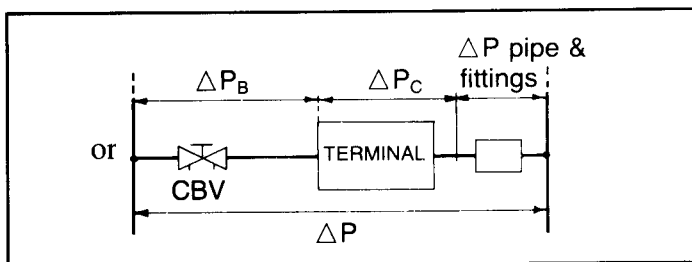 △P pipe &
fittings
△P_B
△P_C
or
TERMINAL
CBV
△P